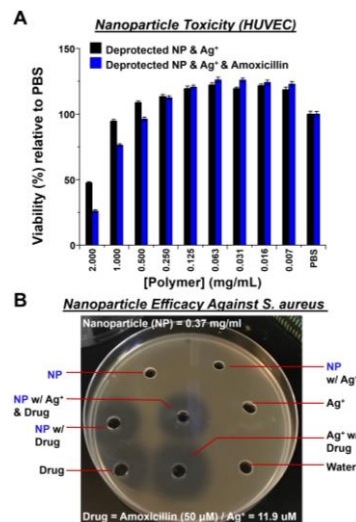 A
Nanoparticle Toxicity (HUVEC)
Deprotected NP & Ag⁺
Deprotected NP & Ag⁺ & Amoxicillin
Viability (%) relative to PBS
150
100
50
0
2.000
1.000
0.500
0.250
0.125
0.063
0.031
0.016
0.007
PBS
[Polymer] (mg/mL)
B
Nanoparticle Efficacy Against S. aureus
Nanoparticle (NP) = 0.37 mg/ml
NP
NP
w/ Ag⁺
NP w/ Ag⁺
& Drug
Ag⁺
NP w/
Drug
Ag⁺ w/
Drug
Drug
Water
Drug = Amoxicillin (50 µM) / Ag⁺ = 11.9 uM